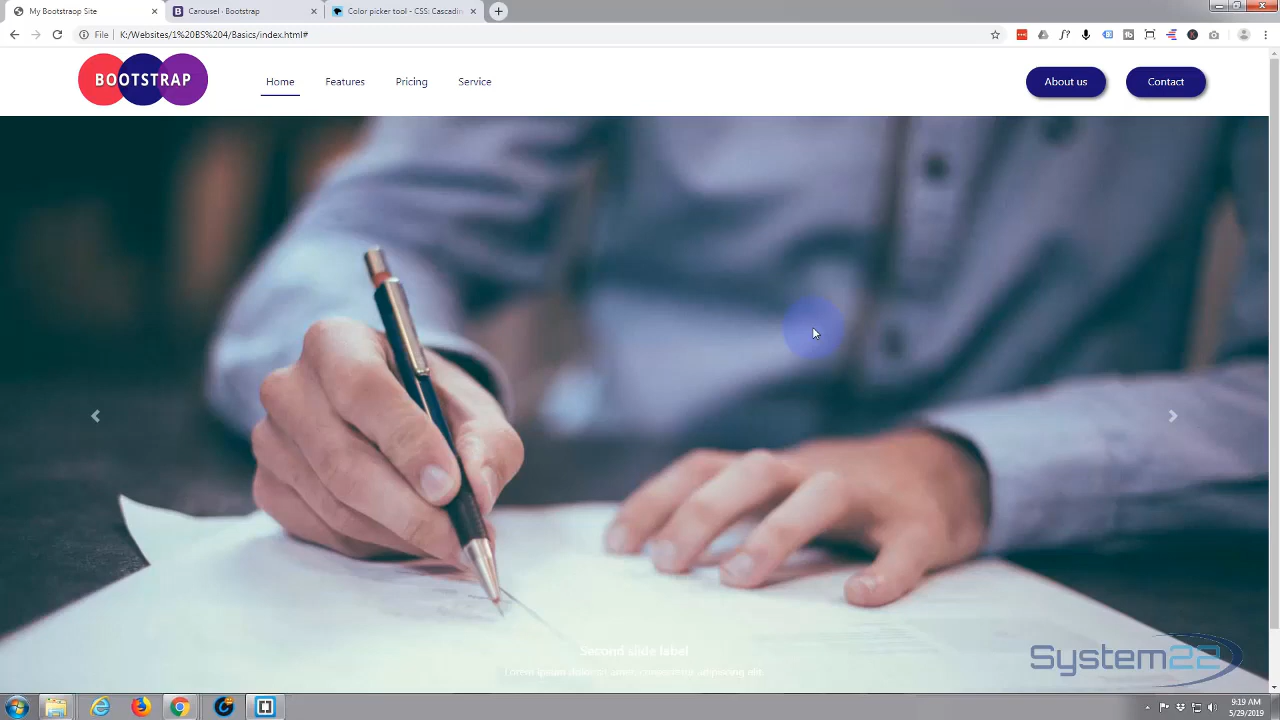 My Bootstraop Site
Carousel · Bootstrap
Color picker tool - CSS: Cascadin
File
K:/Websites/1%20BS%204/Basics/index.html#
BOOTSTRAP
Home
Features
Pricing
Service
About us
Contact
Second slide label
System22
9:19 AM
5/29/2019